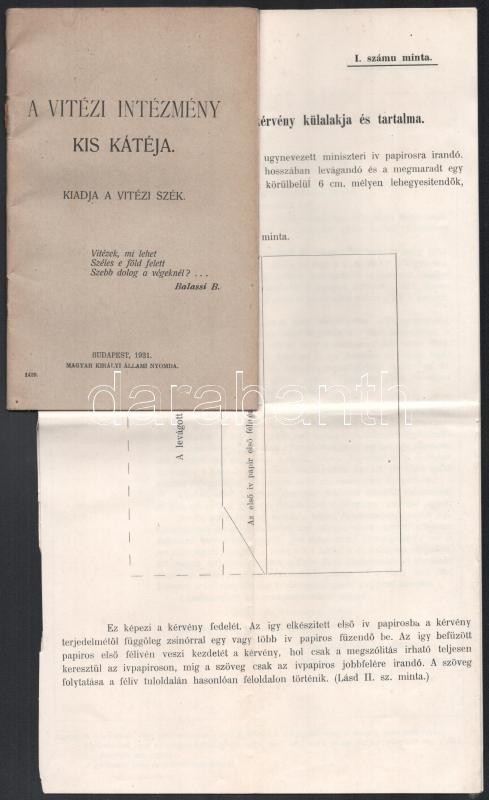 A VITÉZI INTÉZMÉNY
KIS KÁTÉJA.
KIADJA A VITÉZI SZÉK.
Vitézek, mi lehet
Széles e föld felett
Szebb dolog a végeknél? . . .
Balassi B.
BUDAPEST, 1921.
MAGYAR KIRÁLYI ÁLLAMI NYOMDA.
I. számu minta.
kérvény külalakja és tartalma.
ugynevezett miniszteri iv papirosra irandó.
hosszában levágandó és a megmaradt egy
körülbelül 6 cm. mélyen lehegyesitendők,
minta.
A levágott
Az első iv papir első
Ez képezi a kérvény fedelét. Az igy elkészitett első iv papirosba a kérvény
terjedelmétől függőleg zsinórral egy vagy több iv papiros füzendő be. Az igy befüzött
papiros első félivén veszi kezdetét a kérvény, hol csak a megszólitás irható teljesen
keresztül az ivpapiroson, mig a szöveg csak az ivpapiros jobbfelére irandó. A szöveg
folytatása a féliv tuloldalán hasonlóan féloldalon történik. (Lásd II. sz. minta.)
darabanth